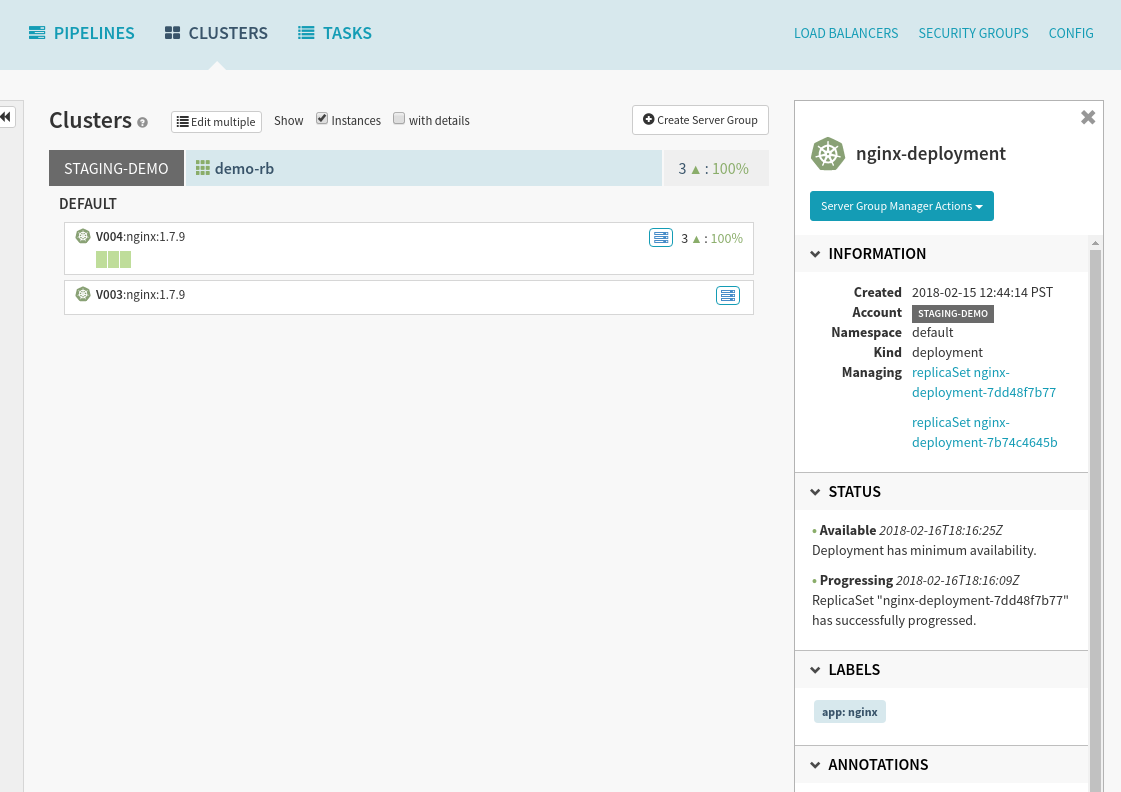 PIPELINES CLUSTERS TASKS LOAD BALANCERS SECURITY GROUPS CONFIG
Clusters Edit multiple Show Instances with details Create Server Group
STAGING-DEMO demo-rb 3 ▲ : 100%
DEFAULT
V004:nginx:1.7.9 3 ▲ : 100%
V003:nginx:1.7.9
nginx-deployment
Server Group Manager Actions
INFORMATION
Created 2018-02-15 12:44:14 PST
Account STAGING-DEMO
Namespace default
Kind deployment
Managing replicaSet nginx-
deployment-7dd48f7b77
replicaSet nginx-
deployment-7b74c4645b
STATUS
• Available 2018-02-16T18:16:25Z
Deployment has minimum availability.
• Progressing 2018-02-16T18:16:09Z
ReplicaSet "nginx-deployment-7dd48f7b77"
has successfully progressed.
LABELS
app: nginx
ANNOTATIONS